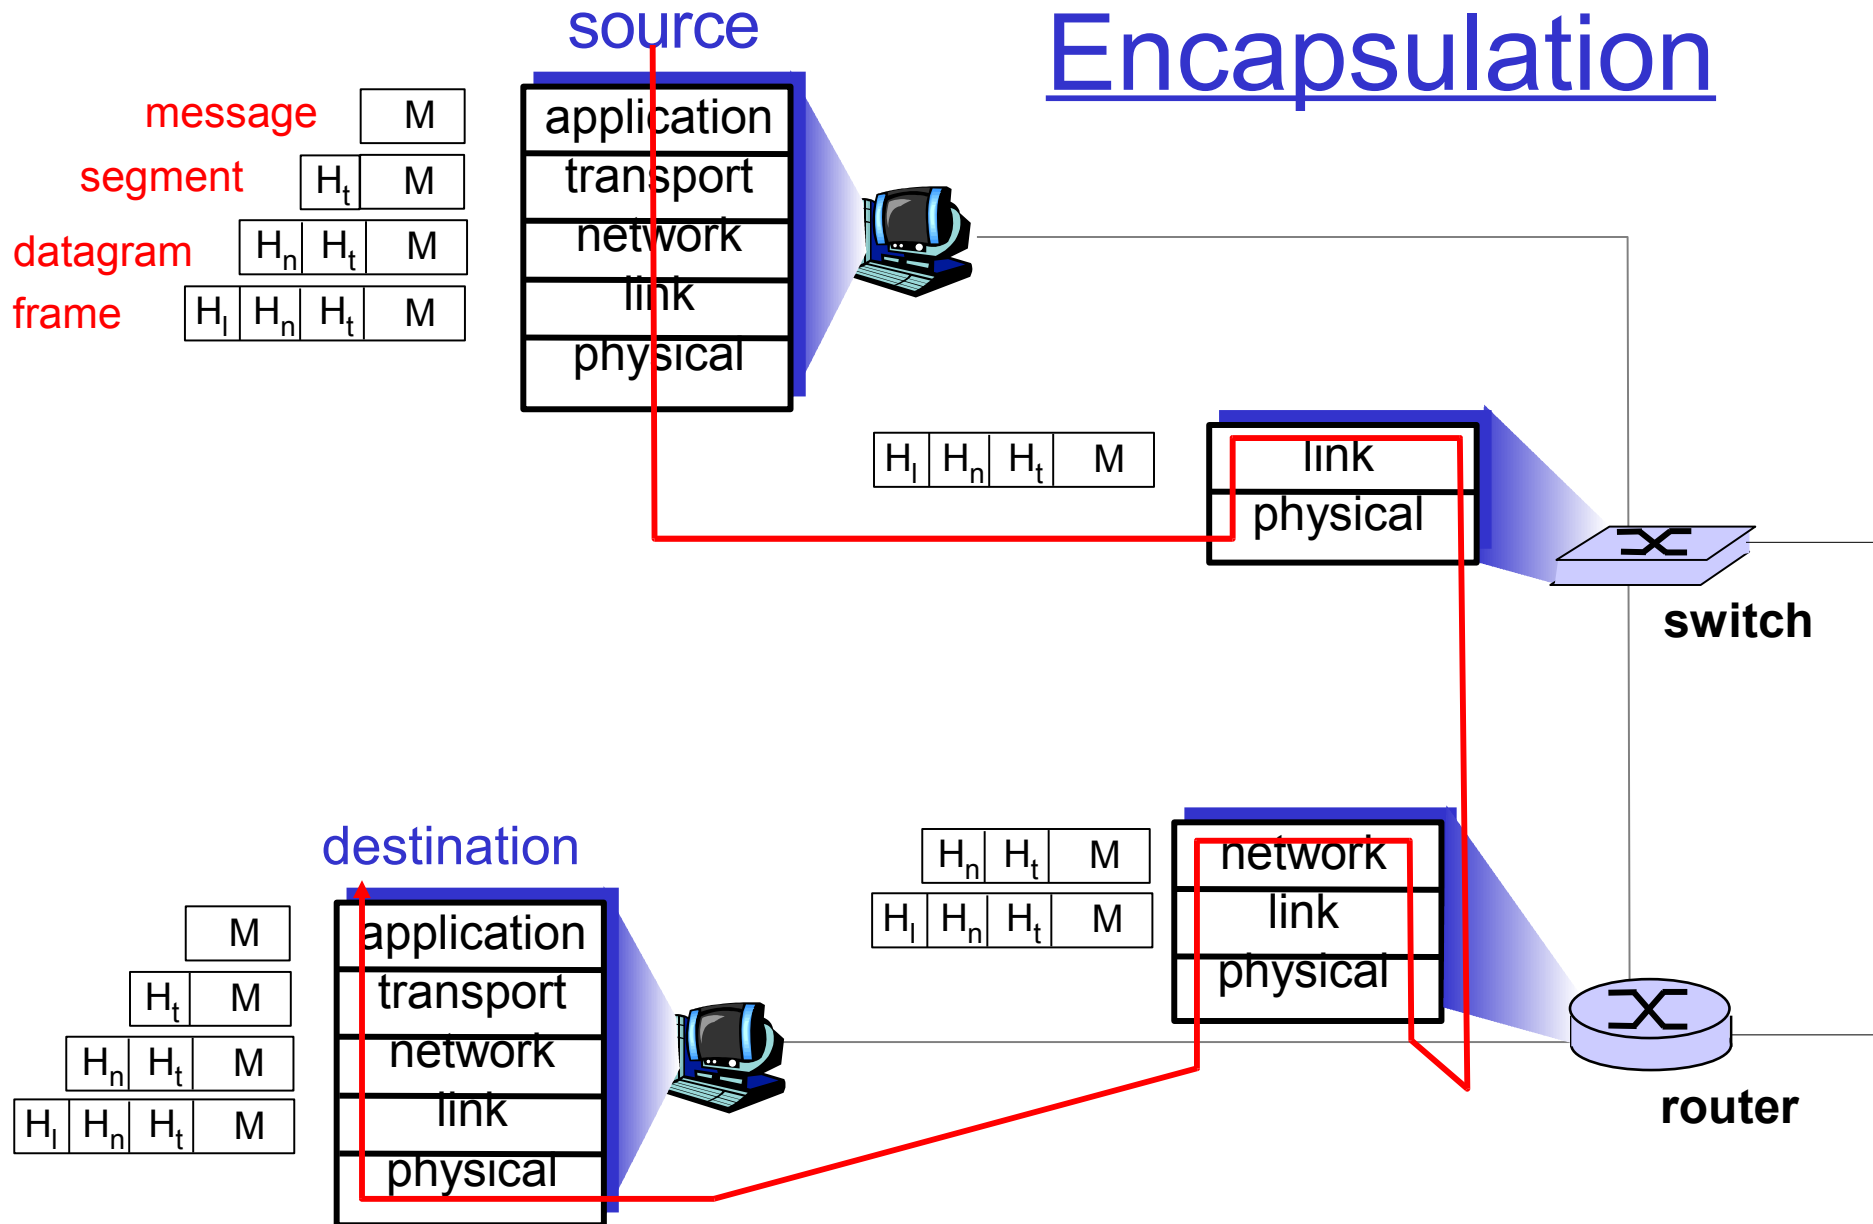 source
Encapsulation
message M application
segment Ht M transport
datagram Hn Ht M network
frame Hl Hn Ht M link
physical
Hl Hn Ht M link
physical
switch
destination
Hn Ht M network
Hl Hn Ht M link
physical
router
M application
Ht M transport
Hn Ht M network
Hl Hn Ht M link
physical